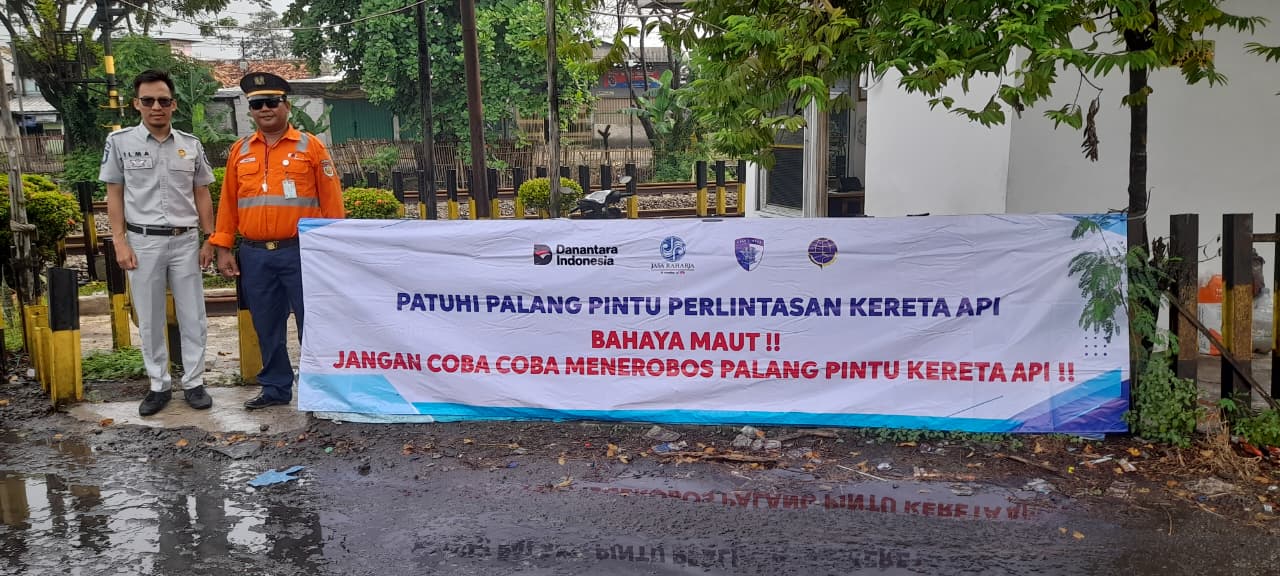 ILMA
Danantara
Indonesia
JASA RAHARJA
PATUHI PALANG PINTU PERLINTASAN KERETA API
BAHAYA MAUT !!
JANGAN COBA COBA MENEROBOS PALANG PINTU KERETA API !!